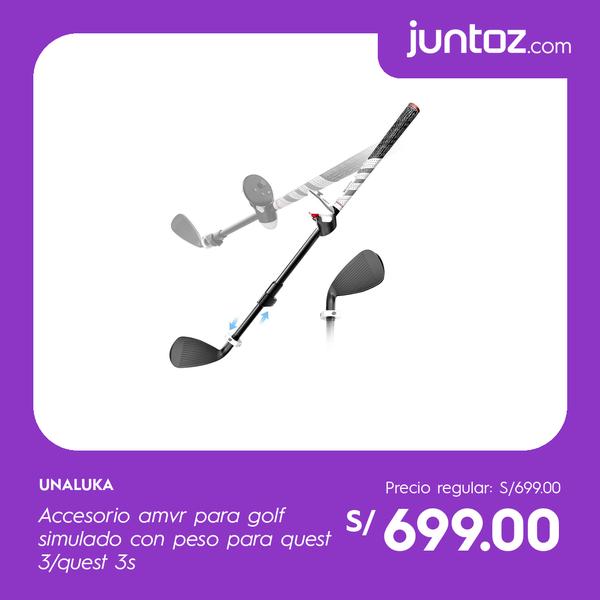 juntoz.com
UNALUKA
Accesorio amvr para golf
simulado con peso para quest
3/quest 3s
Precio regular: S/699.00
S/ 699.00